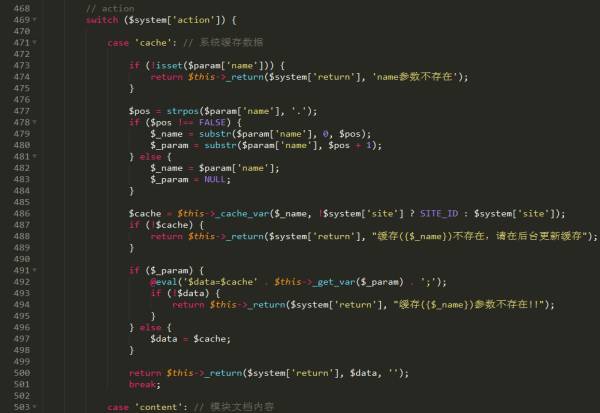 468 // action
469 switch ($system['action']) {
470
471 case 'cache': // 系统缓存数据
472
473 if (!isset($param['name'])) {
474 return $this->_return($system['return'], 'name参数不存在');
475 }
476
477 $pos = strpos($param['name'], '.');
478 if ($pos !== FALSE) {
479 $_name = substr($param['name'], 0, $pos);
480 $_param = substr($param['name'], $pos + 1);
481 } else {
482 $_name = $param['name'];
483 $_param = NULL;
484 }
485
486 $cache = $this->_cache_var($_name, !$system['site'] ? SITE_ID : $system['site']);
487 if (!$cache) {
488 return $this->_return($system['return'], "缓存({$_name})不存在，请在后台更新缓存");
489 }
490
491 if ($_param) {
492 @eval('$data=$cache' . $this->_get_var($_param) . ';');
493 if (!$data) {
494 return $this->_return($system['return'], "缓存({$_name})参数不存在!!");
495 }
496 } else {
497 $data = $cache;
498 }
499
500 return $this->_return($system['return'], $data, '');
501 break;
502
503 case 'content': // 模块文档内容